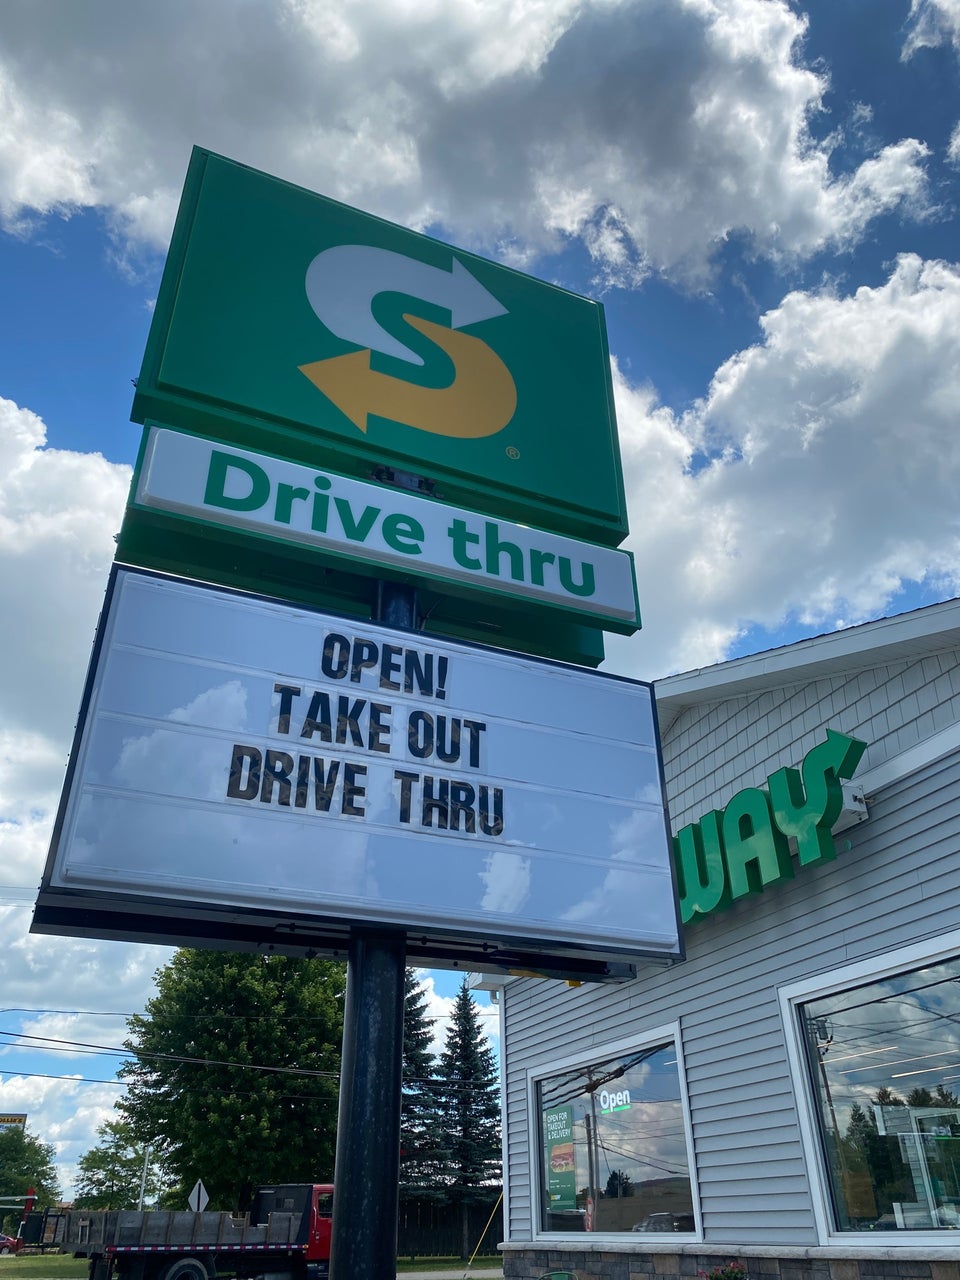 S
®
Drive thru
OPEN!
TAKE OUT
DRIVE THRU
WAY
Open
OPEN FOR
TAKEOUT
& DELIVERY